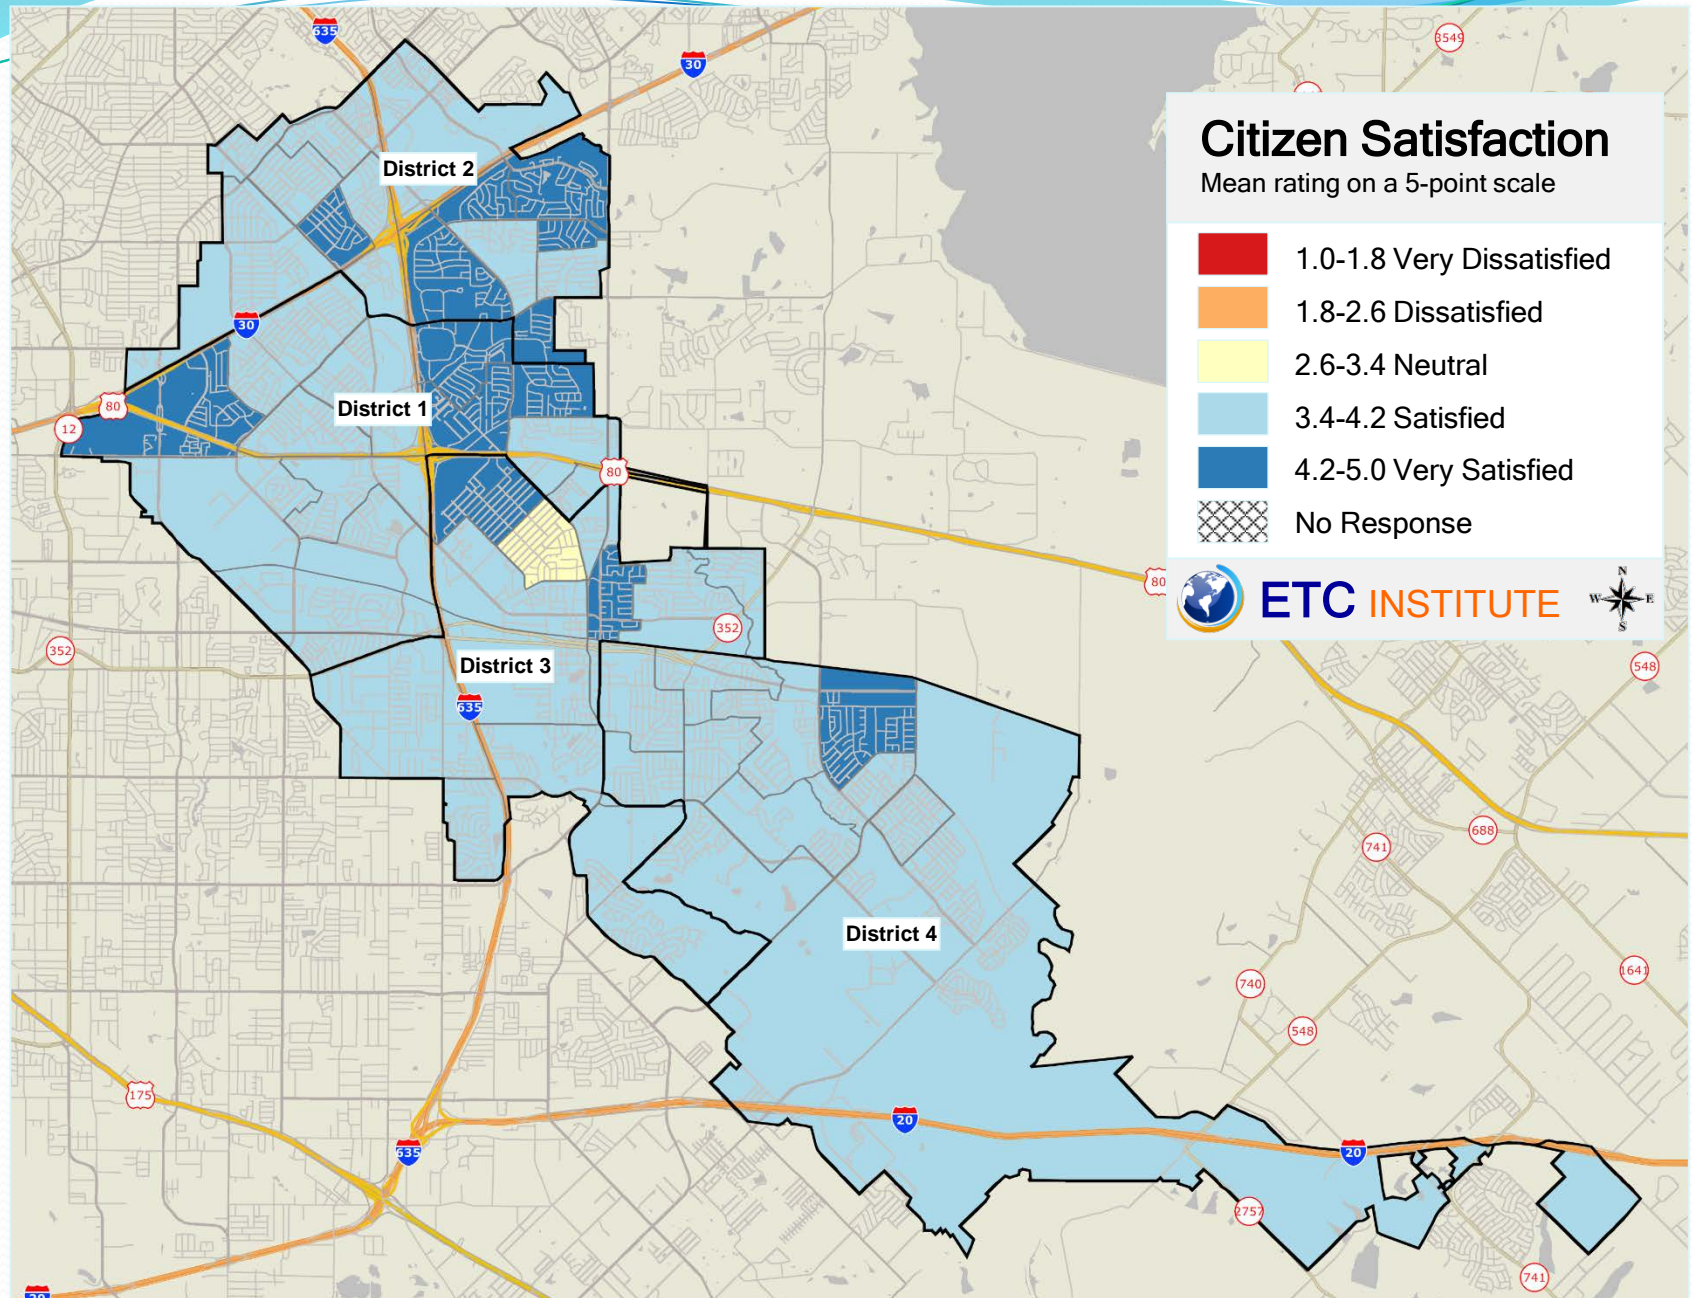 635
30
3549
Citizen Satisfaction
Mean rating on a 5-point scale
District 2
1.0-1.8 Very Dissatisfied
1.8-2.6 Dissatisfied
30
2.6-3.4 Neutral
80
District 1
3.4-4.2 Satisfied
12
80
4.2-5.0 Very Satisfied
No Response
80
ETC INSTITUTE
N
W E
S
352
352
District 3
548
635
688
741
District 4
1641
740
548
175
20
635
20
2757
741
20